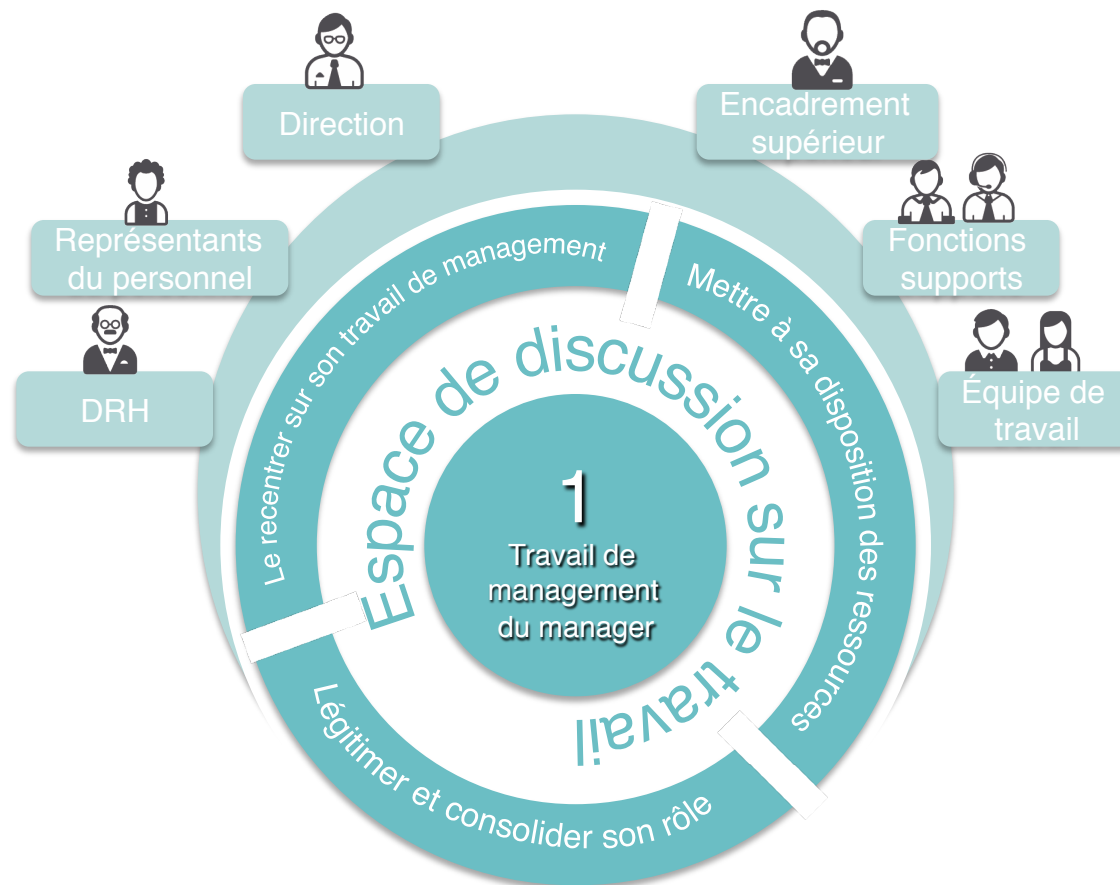 Direction
Encadrement
supérieur
Représentants
du personnel
Fonctions
supports
DRH
Équipe de
travail
Le recentrer sur son travail de management
Mettre à sa disposition des ressources
Légitimer et consolider son rôle
Espace de discussion sur le travail
1
Travail de
management
du manager